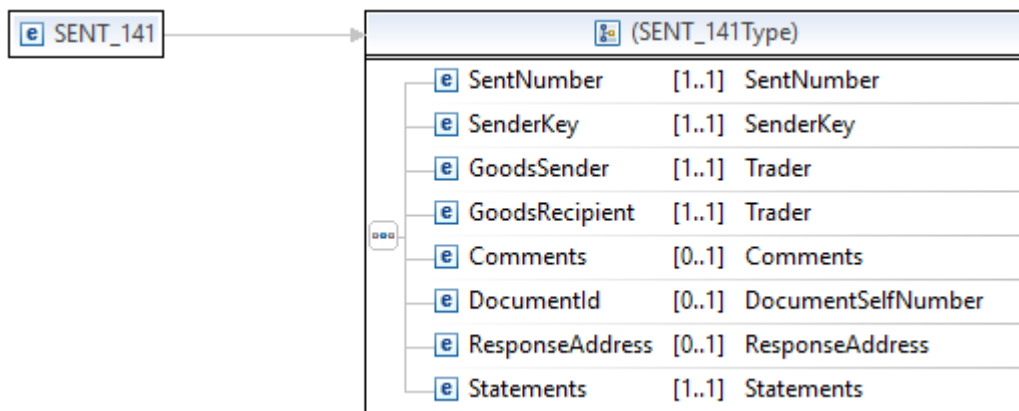 e SENT_141
(SENT_141Type)
e SentNumber [1..1] SentNumber
e SenderKey [1..1] SenderKey
e GoodsSender [1..1] Trader
e GoodsRecipient [1..1] Trader
e Comments [0..1] Comments
e DocumentId [0..1] DocumentSelfNumber
e ResponseAddress [0..1] ResponseAddress
e Statements [1..1] Statements